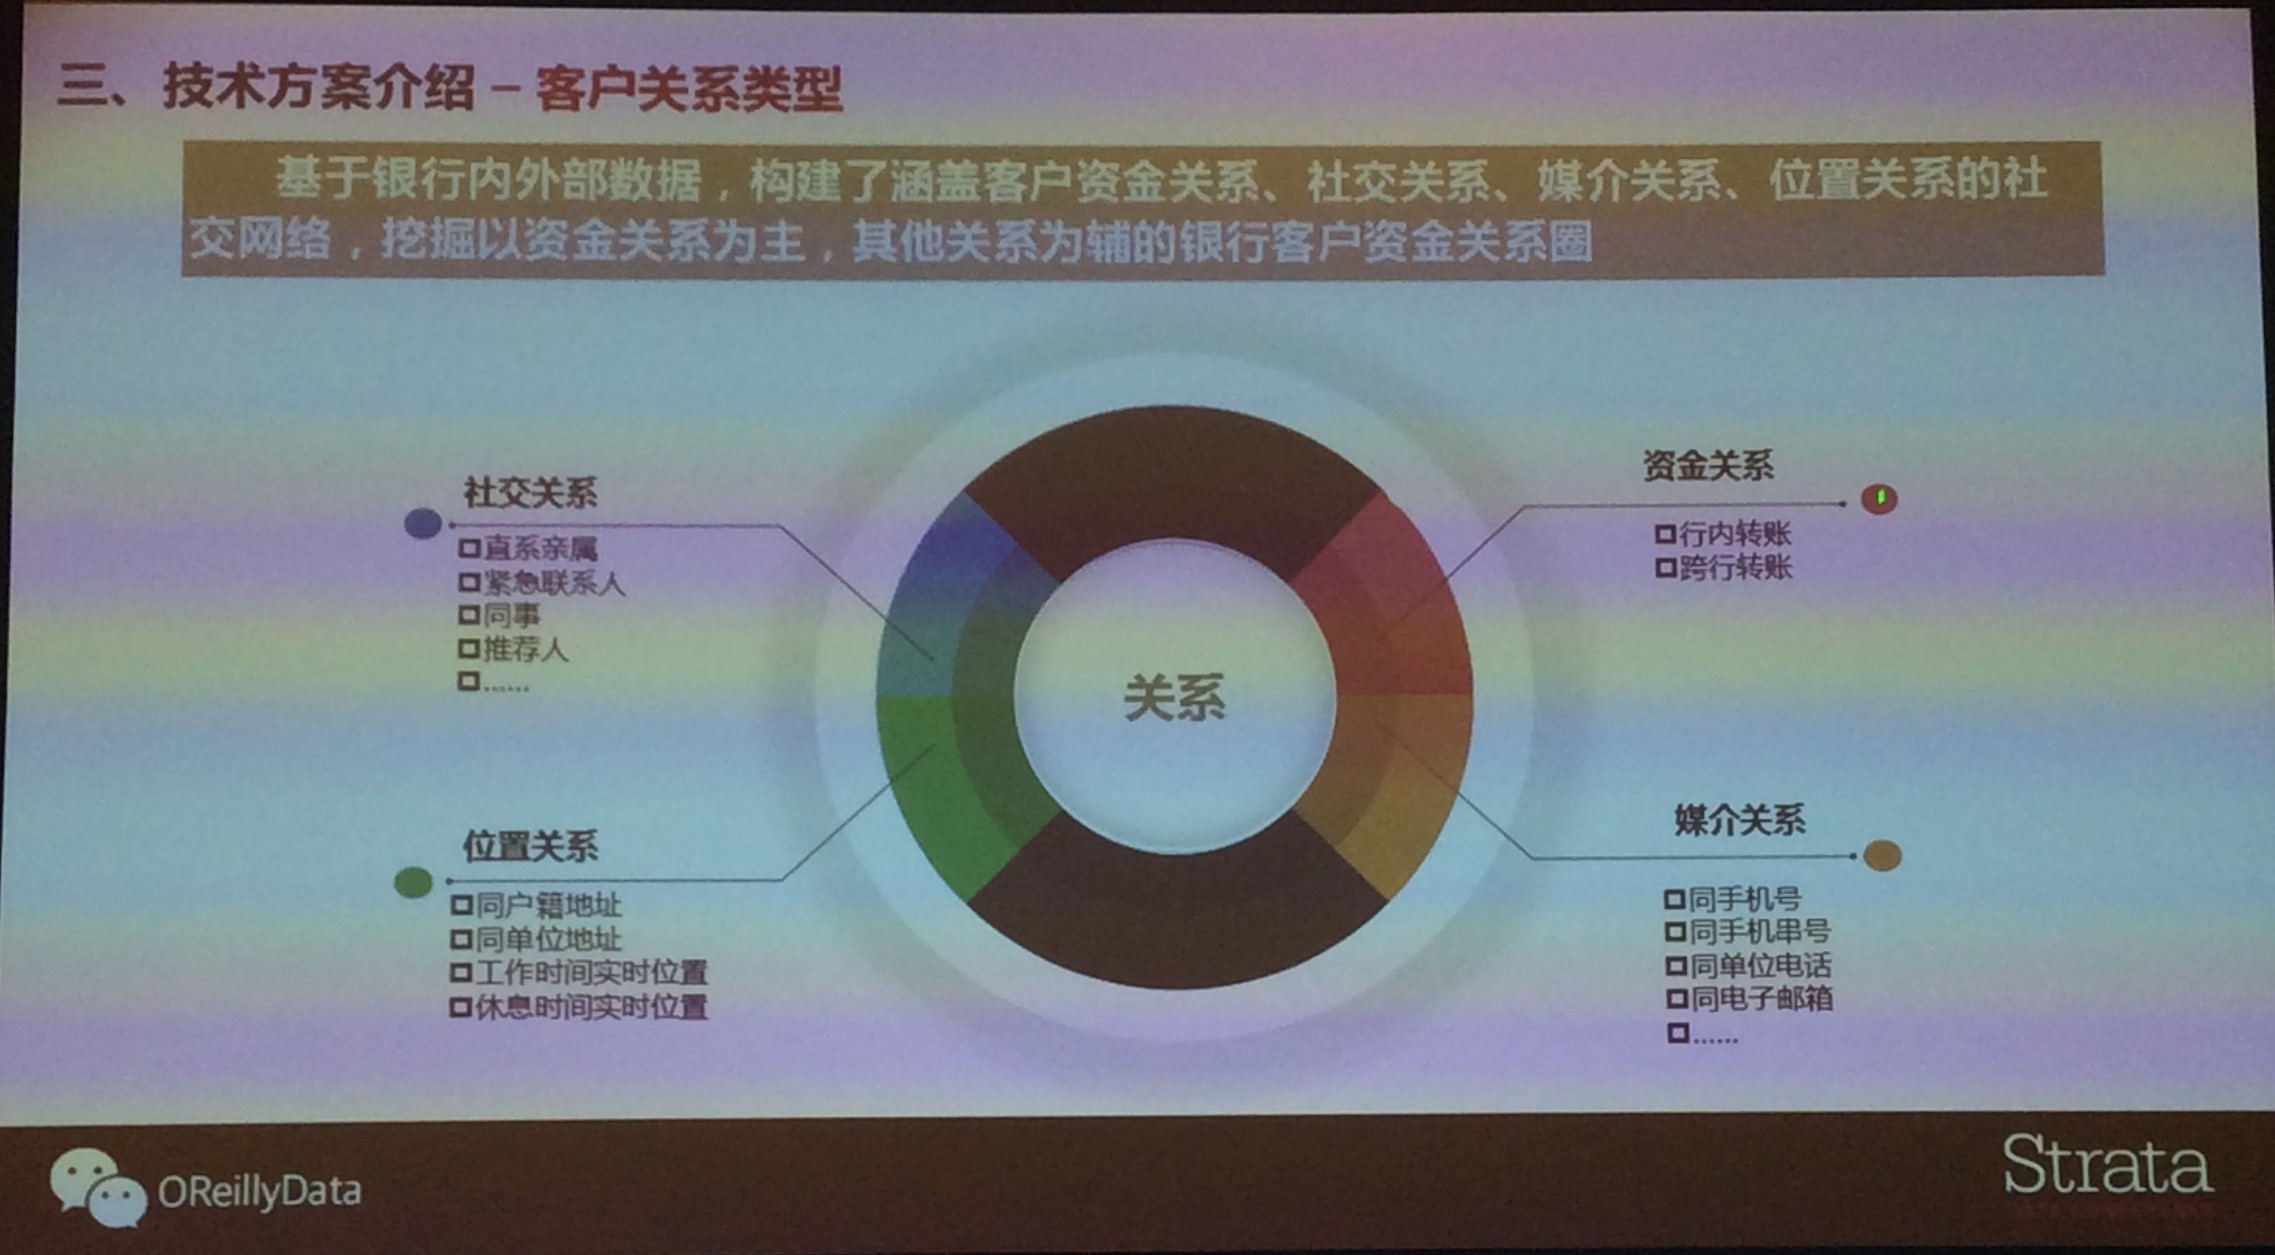 三、技术方案介绍 – 客户关系类型
基于银行内外部数据，构建了涵盖客户资金关系、社交关系、媒介关系、位置关系的社
交网络，挖掘以资金关系为主，其他关系为辅的银行客户资金关系圈
社交关系
直系亲属
紧急联系人
同事
推荐人
......
资金关系
行内转账
跨行转账
关系
位置关系
同户籍地址
同单位地址
工作时间实时位置
休息时间实时位置
媒介关系
同手机号
同手机串号
同单位电话
同电子邮箱
......
OReillyData
Strata